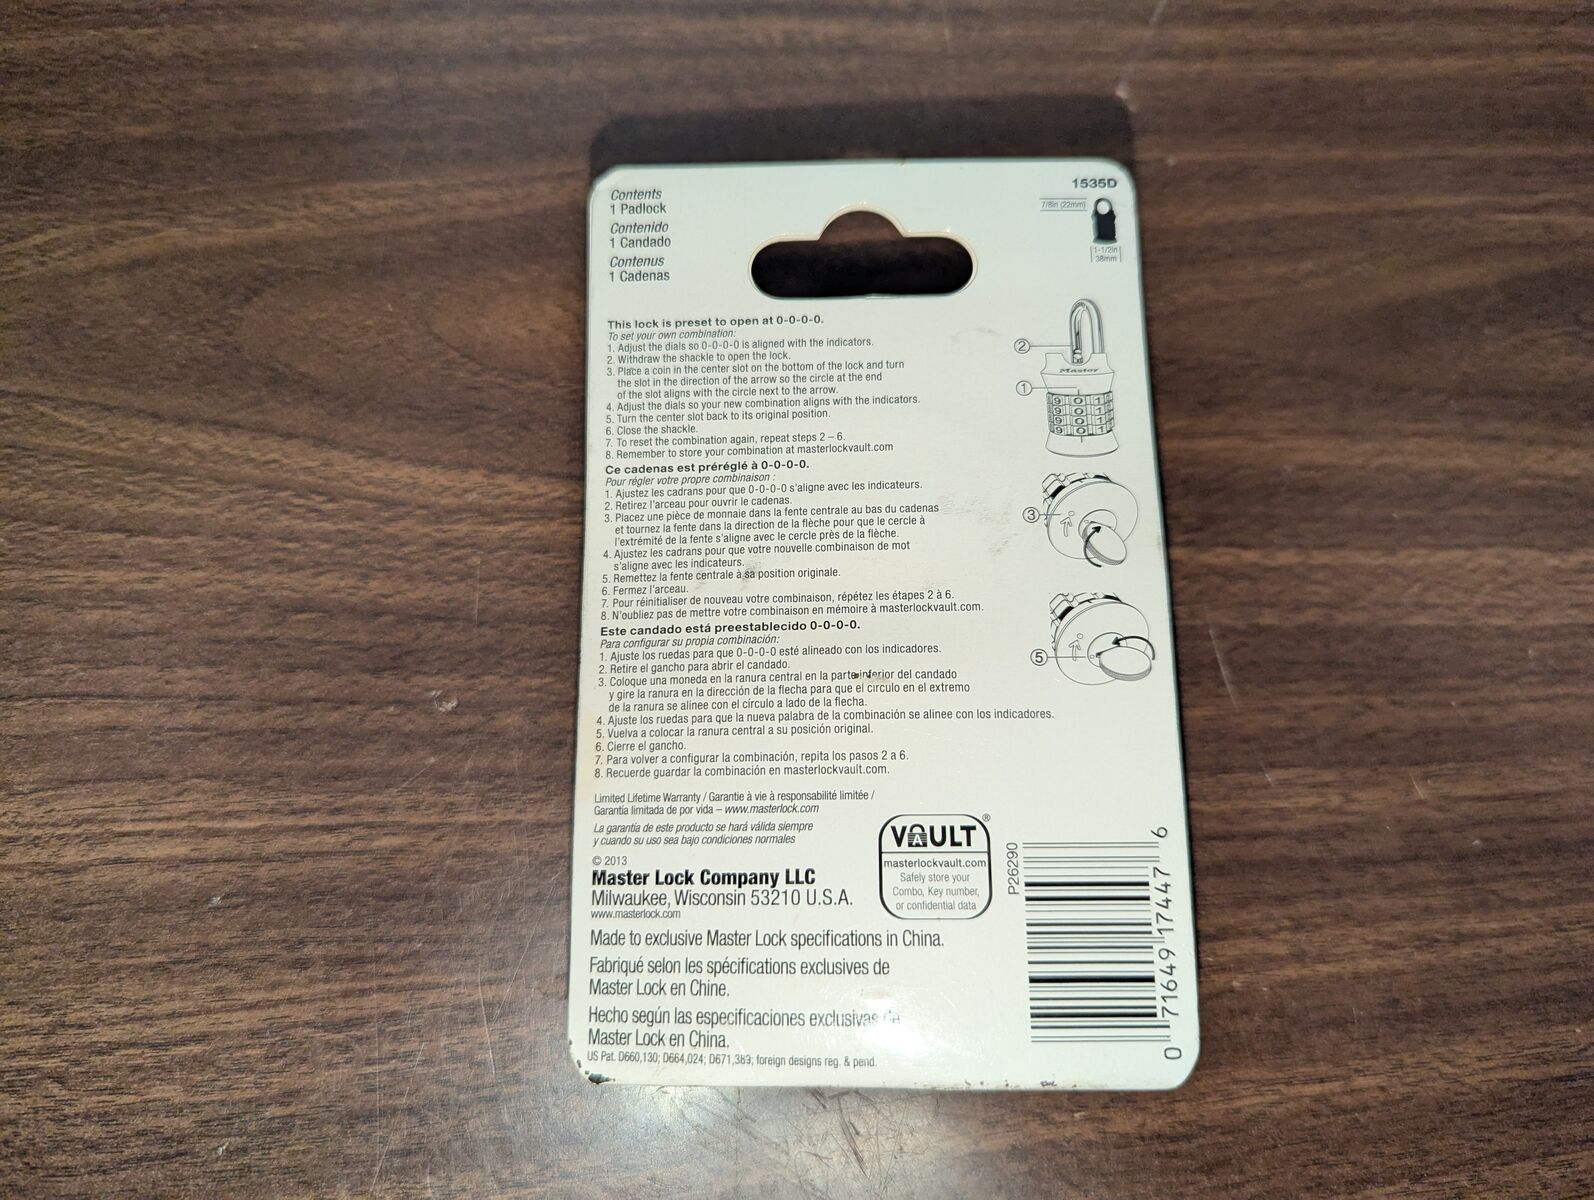 Contents
1 Padlock
Contenido
1 Candado
Contenus
1 Cadenas
1535D
7/8in (22mm)
1-1/2in
38mm
This lock is preset to open at 0-0-0-0.
To set your own combination:
1. Adjust the dials so 0-0-0-0 is aligned with the indicators.
2. Withdraw the shackle to open the lock.
3. Place a coin in the center slot on the bottom of the lock and turn
the slot in the direction of the arrow so the circle at the end
of the slot aligns with the circle next to the arrow.
4. Adjust the dials so your new combination aligns with the indicators.
5. Turn the center slot back to its original position.
6. Close the shackle.
7. To reset the combination again, repeat steps 2 – 6.
8. Remember to store your combination at masterlockvault.com
Ce cadenas est préréglé à 0-0-0-0.
Pour régler votre propre combinaison :
1. Ajustez les cadrans pour que 0-0-0-0 s'aligne avec les indicateurs.
2. Retirez l'arceau pour ouvrir le cadenas.
3. Placez une pièce de monnaie dans la fente centrale au bas du cadenas
et tournez la fente dans la direction de la flèche pour que le cercle à
l'extrémité de la fente s'aligne avec le cercle près de la flèche.
4. Ajustez les cadrans pour que votre nouvelle combinaison de mot
s'aligne avec les indicateurs.
5. Remettez la fente centrale à sa position originale.
6. Fermez l'arceau.
7. Pour réinitialiser de nouveau votre combinaison, répétez les étapes 2 à 6.
8. N'oubliez pas de mettre votre combinaison en mémoire à masterlockvault.com.
Este candado está preestablecido 0-0-0-0.
Para configurar su propia combinación:
1. Ajuste los ruedas para que 0-0-0-0 esté alineado con los indicadores.
2. Retire el gancho para abrir el candado.
3. Coloque una moneda en la ranura central en la parte inferior del candado
y gire la ranura en la dirección de la flecha para que el círculo en el extremo
de la ranura se alinee con el círculo a lado de la flecha.
4. Ajuste los ruedas para que la nueva palabra de la combinación se alinee con los indicadores.
5. Vuelva a colocar la ranura central a su posición original.
6. Cierre el gancho.
7. Para volver a configurar la combinación, repita los pasos 2 a 6.
8. Recuerde guardar la combinación en masterlockvault.com.
2
Master
1
9 0 1
9 0 1
9 0 1
9 0 1
3
5
Limited Lifetime Warranty / Garantie à vie à responsabilité limitée /
Garantía limitada de por vida – www.masterlock.com
La garantía de este producto se hará válida siempre
y cuando su uso sea bajo condiciones normales
© 2013
Master Lock Company LLC
Milwaukee, Wisconsin 53210 U.S.A.
www.masterlock.com
VAULT®
masterlockvault.com
Safely store your
Combo, Key number,
or confidential data
Made to exclusive Master Lock specifications in China.
Fabriqué selon les spécifications exclusives de
Master Lock en Chine.
Hecho según las especificaciones exclusivas de
Master Lock en China.
US Pat. D660,130; D664,024; D671,383; foreign designs reg. & pend.
P26290
0 71649 17447 6